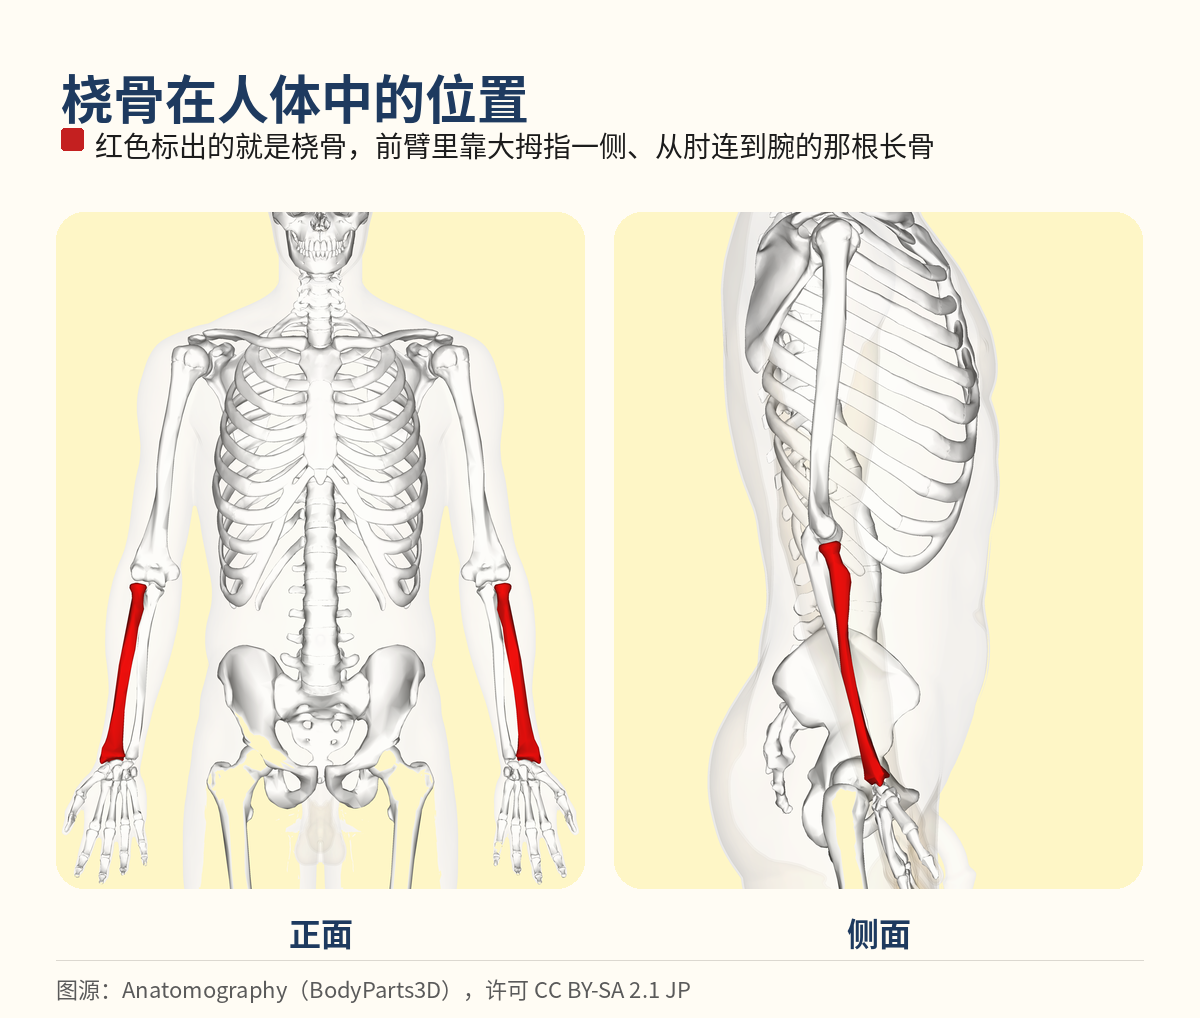 桡骨在人体中的位置
红色标出的就是桡骨，前臂里靠大拇指一侧、从肘连到腕的那根长骨
正面
侧面
图源：Anatomography（BodyParts3D），许可 CC BY-SA 2.1 JP